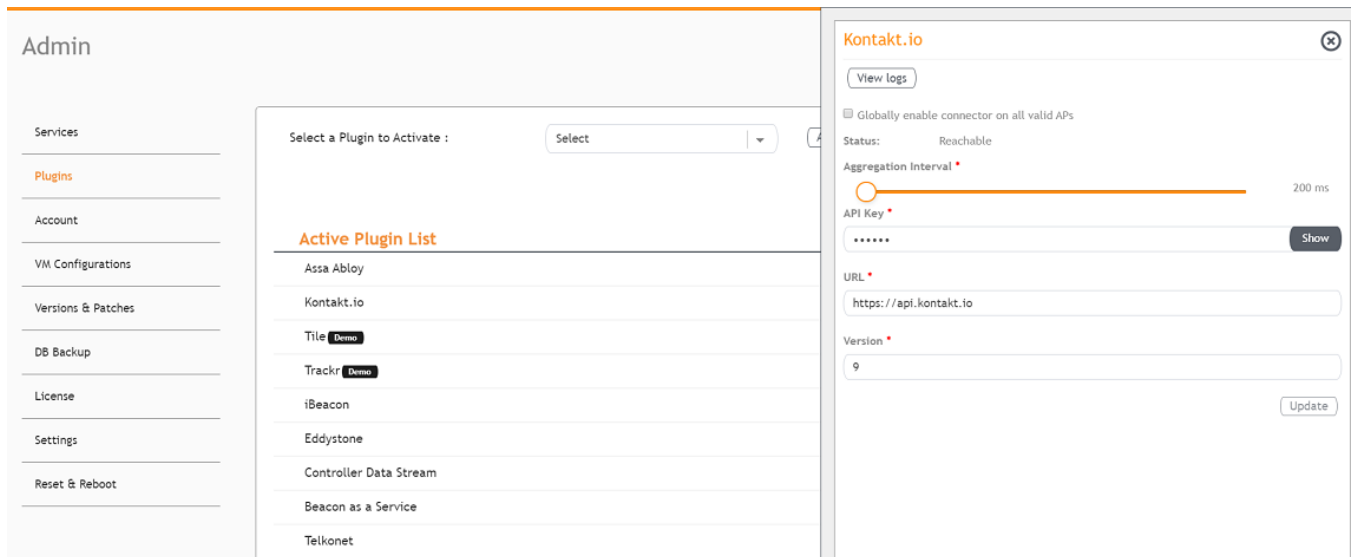 Admin
Services
Plugins
Account
VM Configurations
Versions & Patches
DB Backup
License
Settings
Reset & Reboot
Select a Plugin to Activate :
Select
Active Plugin List
Assa Abloy
Kontakt.io
Tile Demo
Trackr Demo
iBeacon
Eddystone
Controller Data Stream
Beacon as a Service
Telkonet
Kontakt.io
View logs
Globally enable connector on all valid APs
Status: Reachable
Aggregation Interval *
200 ms
API Key *
••••••
Show
URL *
https://api.kontakt.io
Version *
9
Update